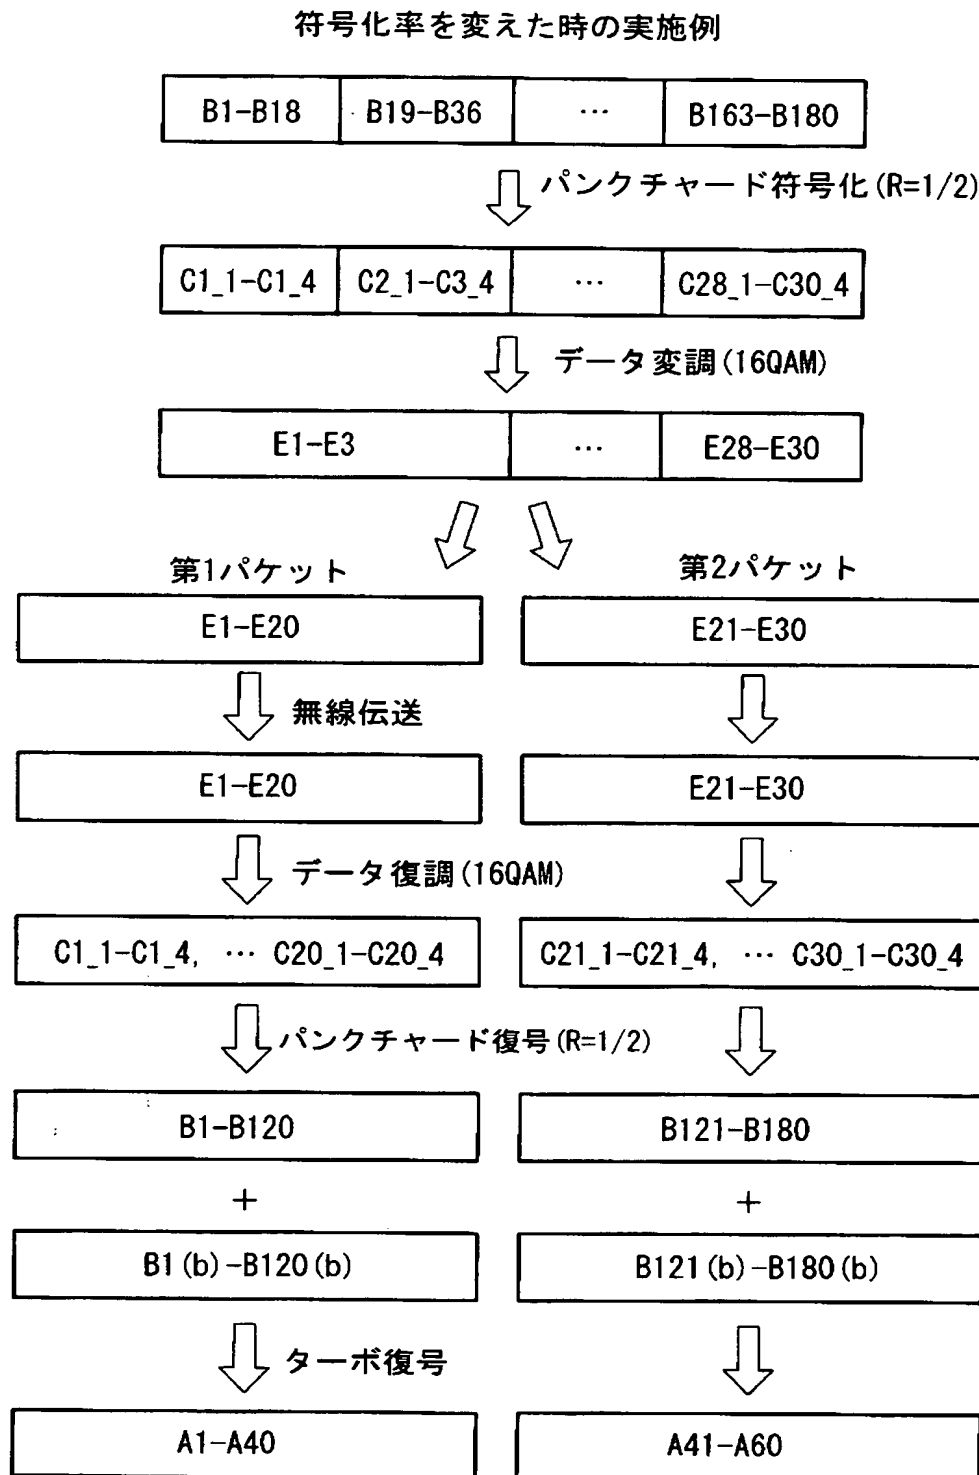 符号化率を変えた時の実施例
B1-B18 B19-B36 … B163-B180
パンクチャード符号化(R=1/2)
C1_1-C1_4 C2_1-C3_4 … C28_1-C30_4
データ変調(16QAM)
E1-E3 … E28-E30
第1パケット 第2パケット
E1-E20 E21-E30
無線伝送
E1-E20 E21-E30
データ復調(16QAM)
C1_1-C1_4, … C20_1-C20_4 C21_1-C21_4, … C30_1-C30_4
パンクチャード復号(R=1/2)
B1-B120 B121-B180
+ +
B1(b)-B120(b) B121(b)-B180(b)
ターボ復号
A1-A40 A41-A60